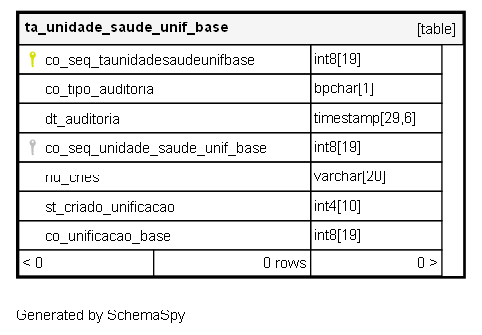 ta_unidade_saude_unif_base [table]
co_seq_taunidadesaudeunifbase int8[19]
co_tipo_auditoria bpchar[1]
dt_auditoria timestamp[29,6]
co_seq_unidade_saude_unif_base int8[19]
nu_cnes varchar[20]
st_criado_unificacao int4[10]
co_unificacao_base int8[19]
< 0 0 rows 0 >
Generated by SchemaSpy